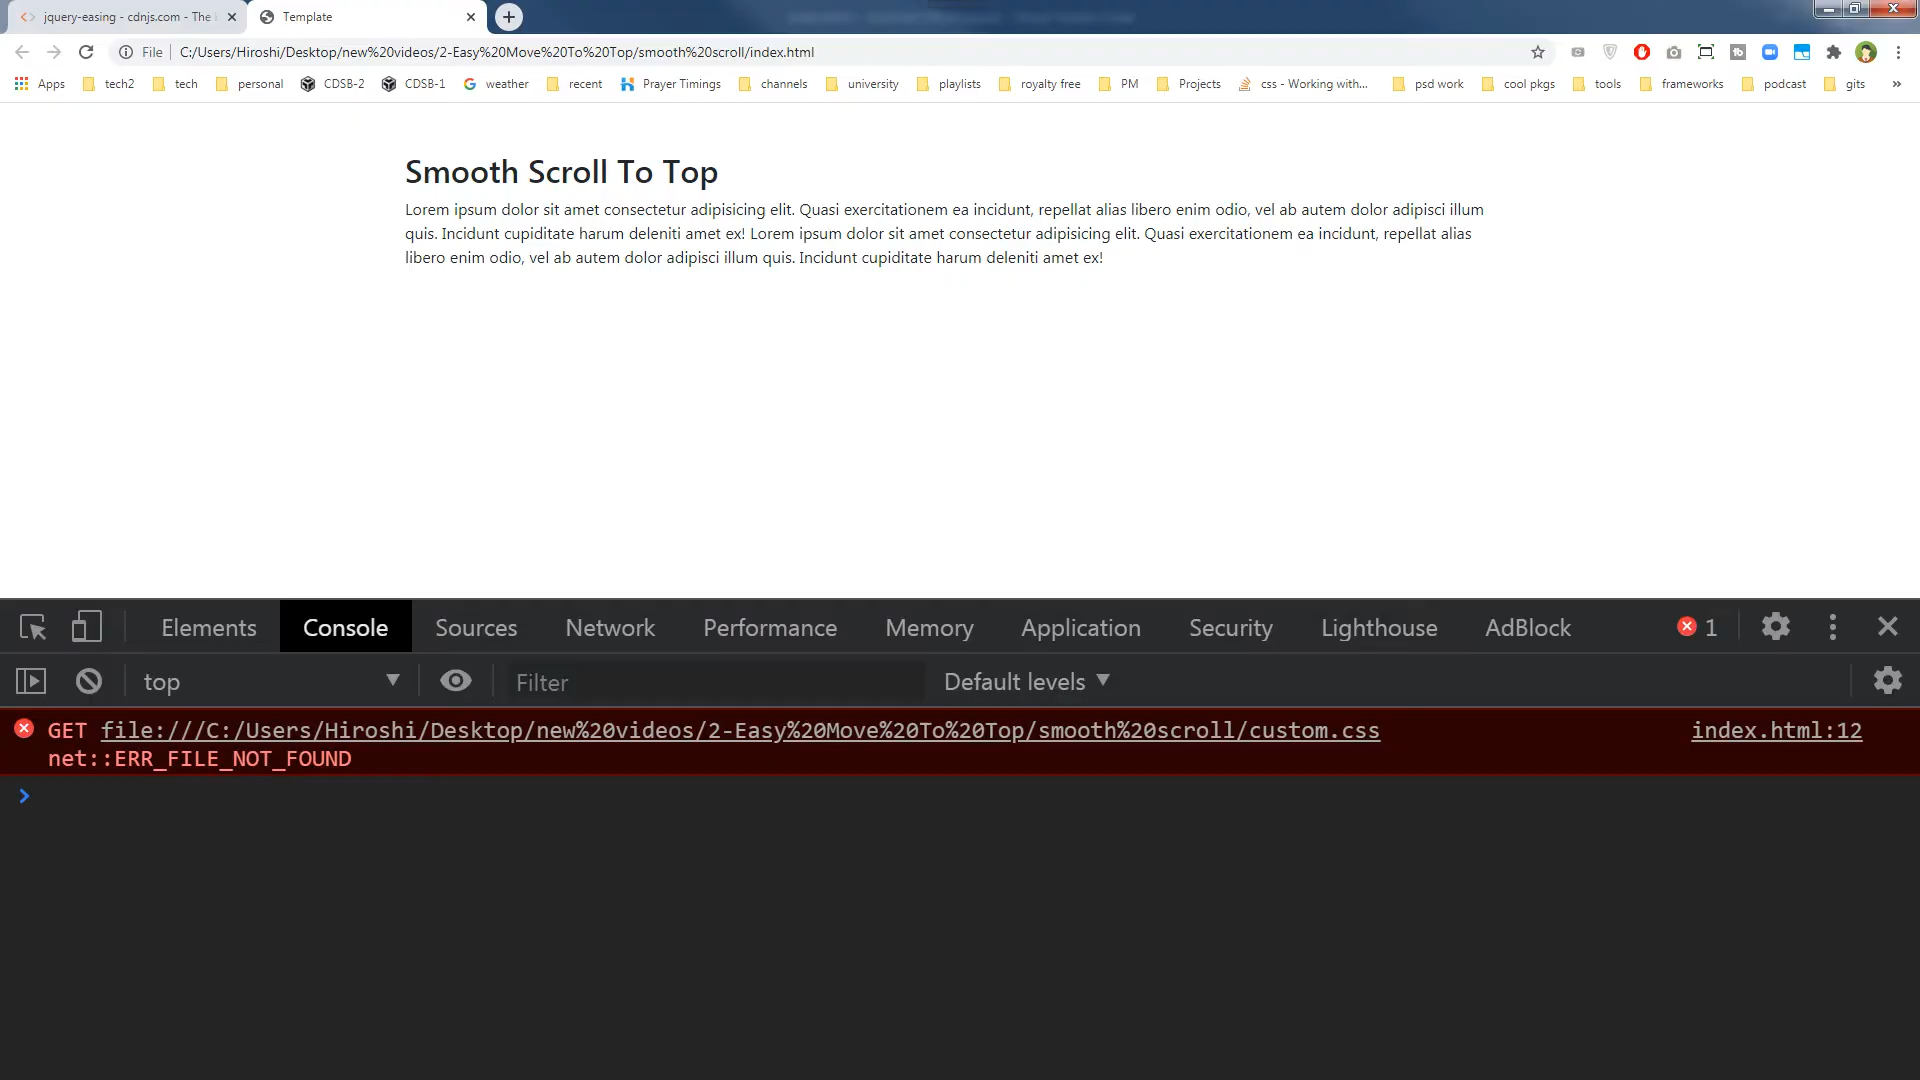 jquery-easing - cdnjs.com - The
Template
File
C:/Users/Hiroshi/Desktop/new%20videos/2-Easy%20Move%20To%20Top/smooth%20scroll/index.html
Apps
tech2
tech
personal
CDSB-2
CDSB-1
weather
recent
Prayer Timings
channels
university
playlists
royalty free
PM
Projects
css - Working with...
psd work
cool pkgs
tools
frameworks
podcast
gits
»
Smooth Scroll To Top
Lorem ipsum dolor sit amet consectetur adipisicing elit. Quasi exercitationem ea incidunt, repellat alias libero enim odio, vel ab autem dolor adipisci illum
quis. Incidunt cupiditate harum deleniti amet ex! Lorem ipsum dolor sit amet consectetur adipisicing elit. Quasi exercitationem ea incidunt, repellat alias
libero enim odio, vel ab autem dolor adipisci illum quis. Incidunt cupiditate harum deleniti amet ex!
Elements
Console
Sources
Network
Performance
Memory
Application
Security
Lighthouse
AdBlock
1
top
Filter
Default levels
GET file:///C:/Users/Hiroshi/Desktop/new%20videos/2-Easy%20Move%20To%20Top/smooth%20scroll/custom.css
index.html:12
net::ERR_FILE_NOT_FOUND